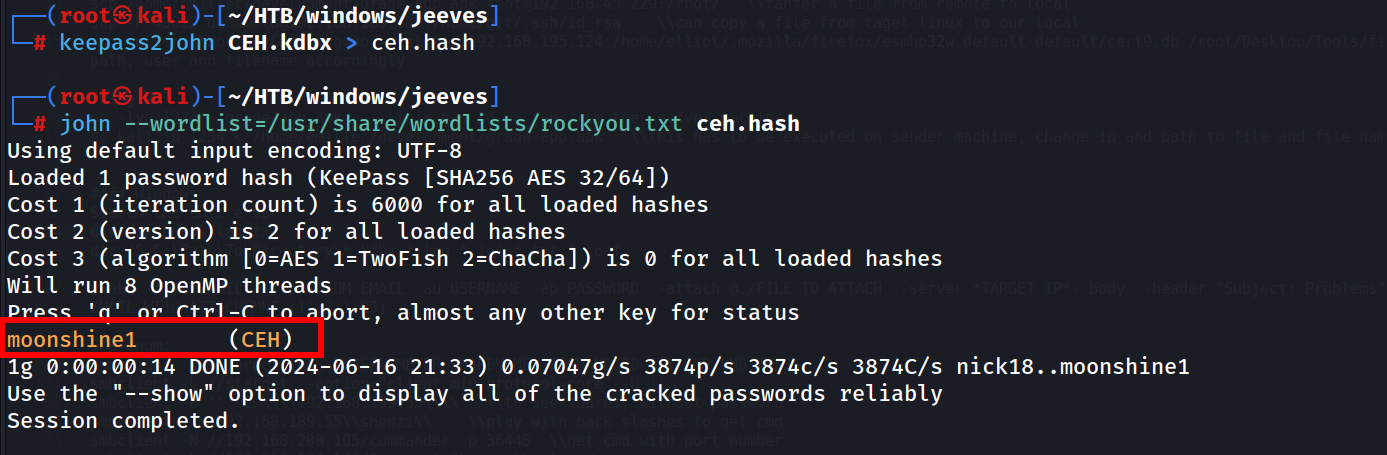 ┌──(root㉿kali)-[~/HTB/windows/jeeves]
└─# keepass2john CEH.kdbx > ceh.hash
┌──(root㉿kali)-[~/HTB/windows/jeeves]
└─# john --wordlist=/usr/share/wordlists/rockyou.txt ceh.hash
Using default input encoding: UTF-8
Loaded 1 password hash (KeePass [SHA256 AES 32/64])
Cost 1 (iteration count) is 6000 for all loaded hashes
Cost 2 (version) is 2 for all loaded hashes
Cost 3 (algorithm [0=AES 1=TwoFish 2=ChaCha]) is 0 for all loaded hashes
Will run 8 OpenMP threads
Press 'q' or Ctrl-C to abort, almost any other key for status
moonshine1 (CEH)
1g 0:00:00:14 DONE (2024-06-16 21:33) 0.07047g/s 3874p/s 3874c/s 3874C/s nick18..moonshine1
Use the "--show" option to display all of the cracked passwords reliably
Session completed.